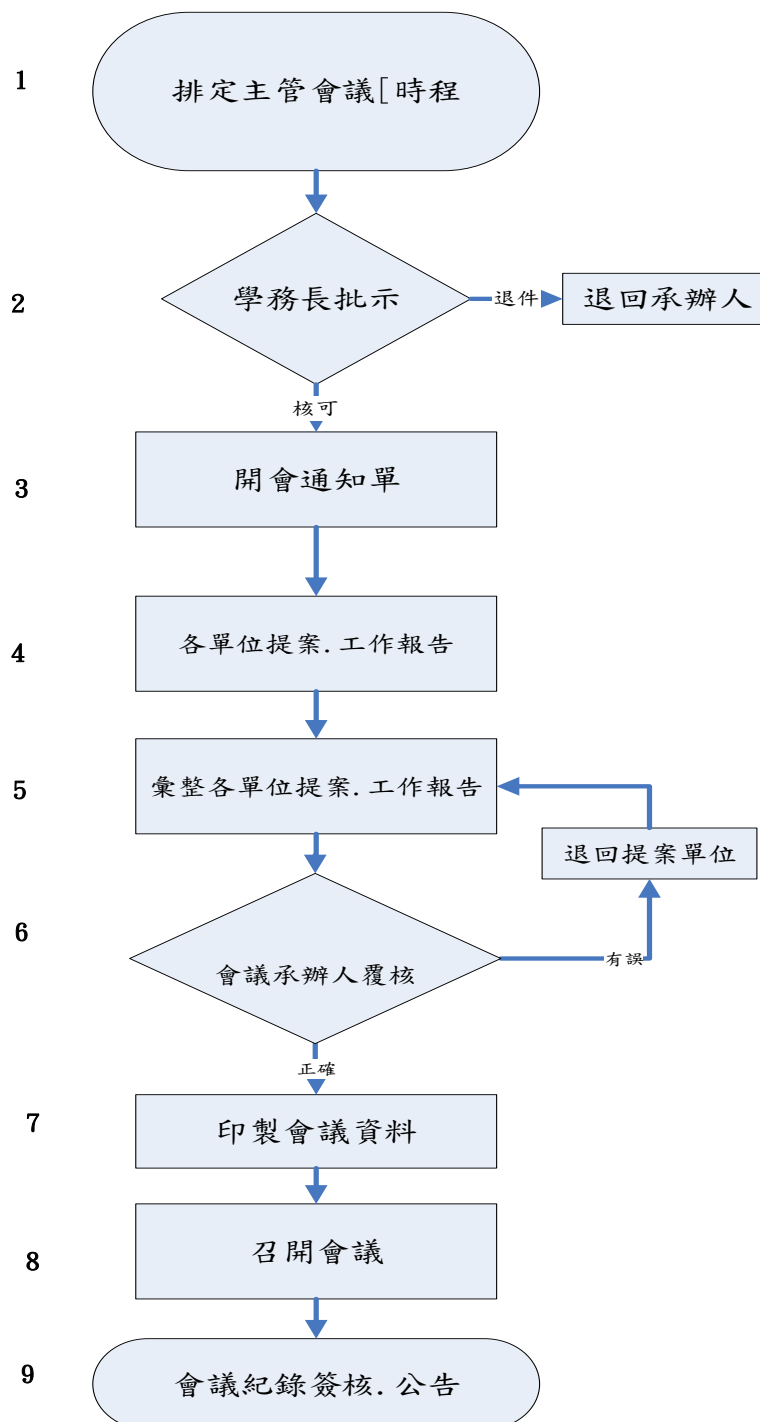 1
排定主管會議[時程
2
學務長批示
退件
退回承辦人
核可
3
開會通知單
4
各單位提案.工作報告
5
彙整各單位提案.工作報告
退回提案單位
6
會議承辦人覆核
有誤
正確
7
印製會議資料
8
召開會議
9
會議紀錄簽核.公告